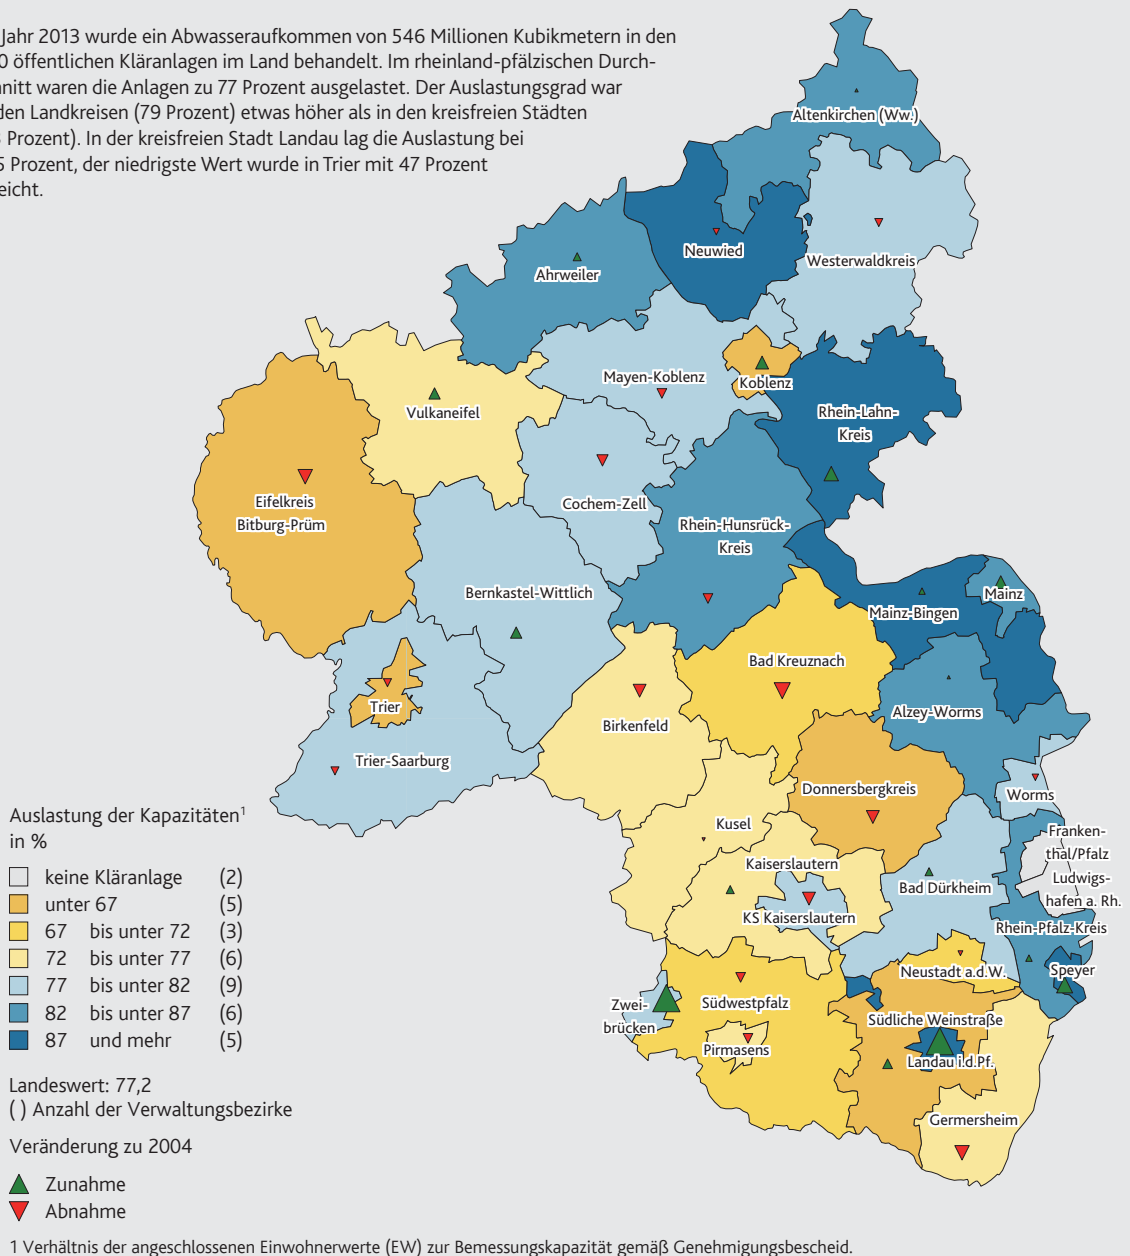 Jahr 2013 wurde ein Abwasseraufkommen von 546 Millionen Kubikmetern in den
0 öffentlichen Kläranlagen im Land behandelt. Im rheinland-pfälzischen Durch-
nitt waren die Anlagen zu 77 Prozent ausgelastet. Der Auslastungsgrad war
den Landkreisen (79 Prozent) etwas höher als in den kreisfreien Städten
Prozent). In der kreisfreien Stadt Landau lag die Auslastung bei
5 Prozent, der niedrigste Wert wurde in Trier mit 47 Prozent
eicht.
Altenkirchen (Ww.)
Neuwied
Westerwaldkreis
Ahrweiler
Mayen-Koblenz
Koblenz
Vulkaneifel
Rhein-Lahn-
Kreis
Eifelkreis
Bitburg-Prüm
Cochem-Zell
Rhein-Hunsrück-
Kreis
Bernkastel-Wittlich
Mainz
Mainz-Bingen
Bad Kreuznach
Trier
Birkenfeld
Alzey-Worms
Trier-Saarburg
Donnersbergkreis
Worms
Kusel
Franken-
thal/Pfalz
Kaiserslautern
Ludwigs-
hafen a. Rh.
Bad Dürkheim
KS Kaiserslautern
Rhein-Pfalz-Kreis
Neustadt a.d.W.
Speyer
Zwei-
brücken
Südwestpfalz
Südliche Weinstraße
Pirmasens
Landau i.d.Pf.
Germersheim
Auslastung der Kapazitäten1
in %
keine Kläranlage (2)
unter 67 (5)
67 bis unter 72 (3)
72 bis unter 77 (6)
77 bis unter 82 (9)
82 bis unter 87 (6)
87 und mehr (5)
Landeswert: 77,2
( ) Anzahl der Verwaltungsbezirke
Veränderung zu 2004
Zunahme
Abnahme
1 Verhältnis der angeschlossenen Einwohnerwerte (EW) zur Bemessungskapazität gemäß Genehmigungsbescheid.